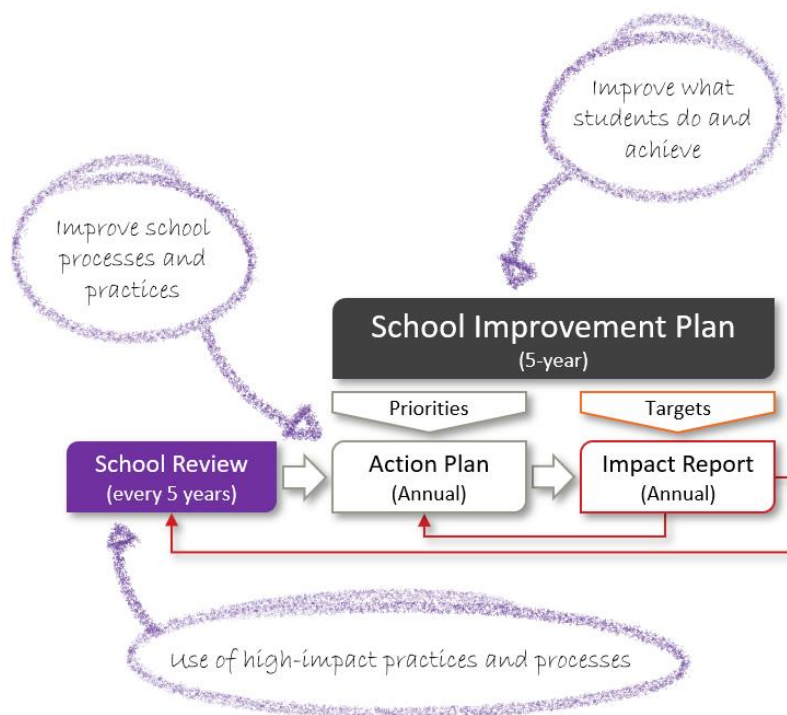 Improve what
students do and
achieve
Improve school
processes and
practices
School Improvement Plan
(5-year)
Priorities
Targets
School Review
(every 5 years)
Action Plan
(Annual)
Impact Report
(Annual)
Use of high-impact practices and processes